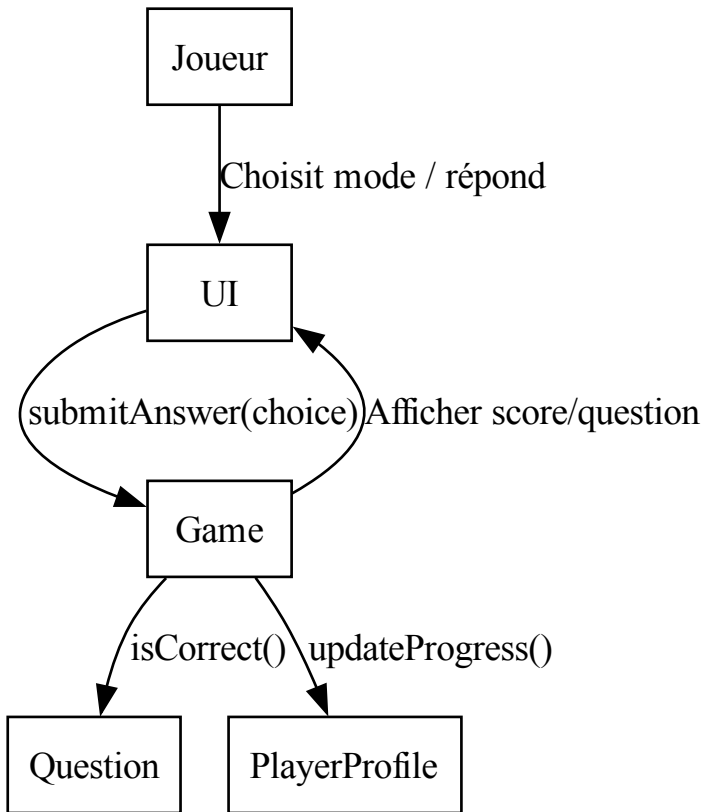 Joueur
Choisit mode / répond
UI
submitAnswer(choice)
Afficher score/question
Game
isCorrect()
updateProgress()
Question
PlayerProfile